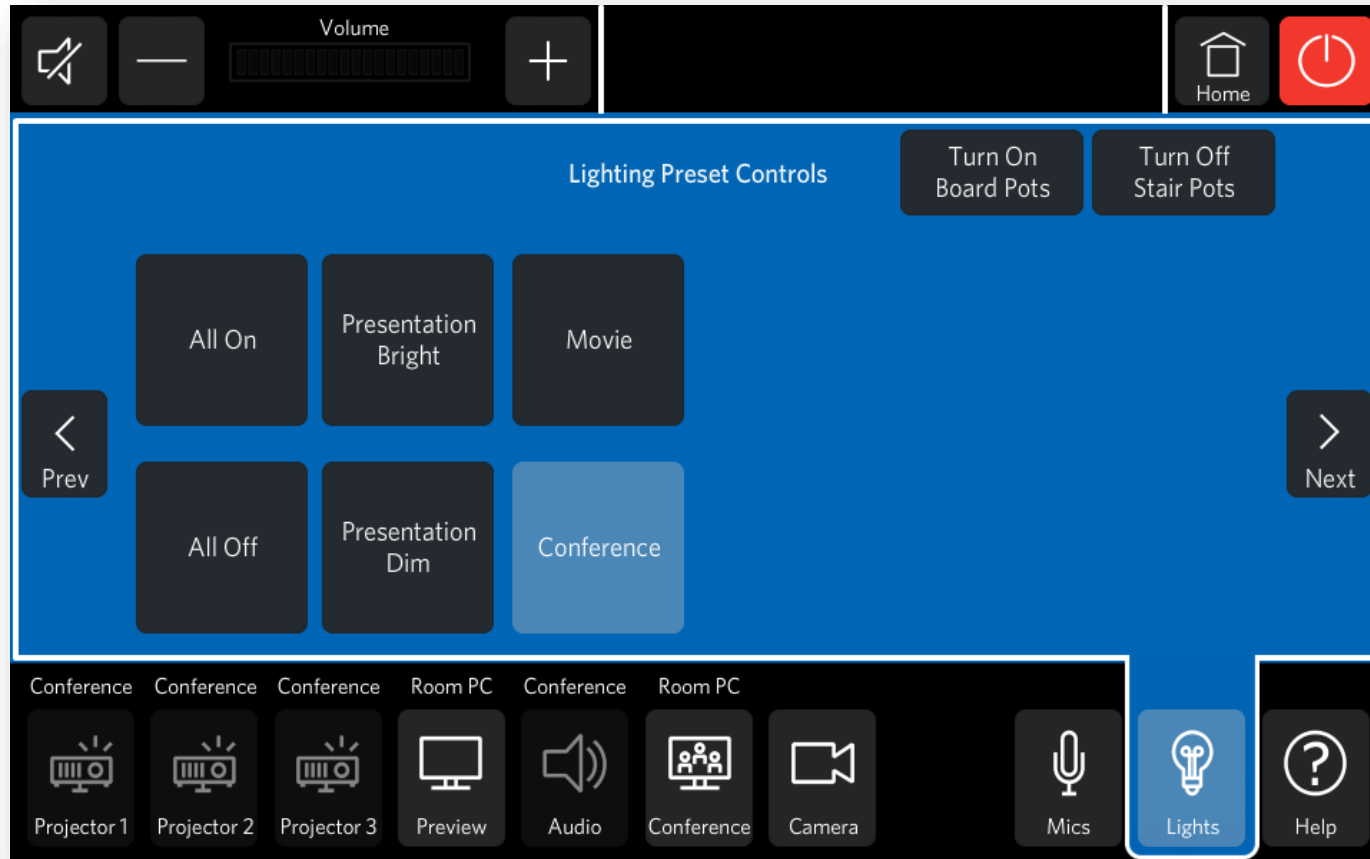 Volume
Home
Lighting Preset Controls
Turn On
Board Pots
Turn Off
Stair Pots
All On
Presentation
Bright
Movie
Prev
Next
All Off
Presentation
Dim
Conference
Conference
Conference
Conference
Room PC
Conference
Room PC
Projector 1
Projector 2
Projector 3
Preview
Audio
Conference
Camera
Mics
Lights
Help